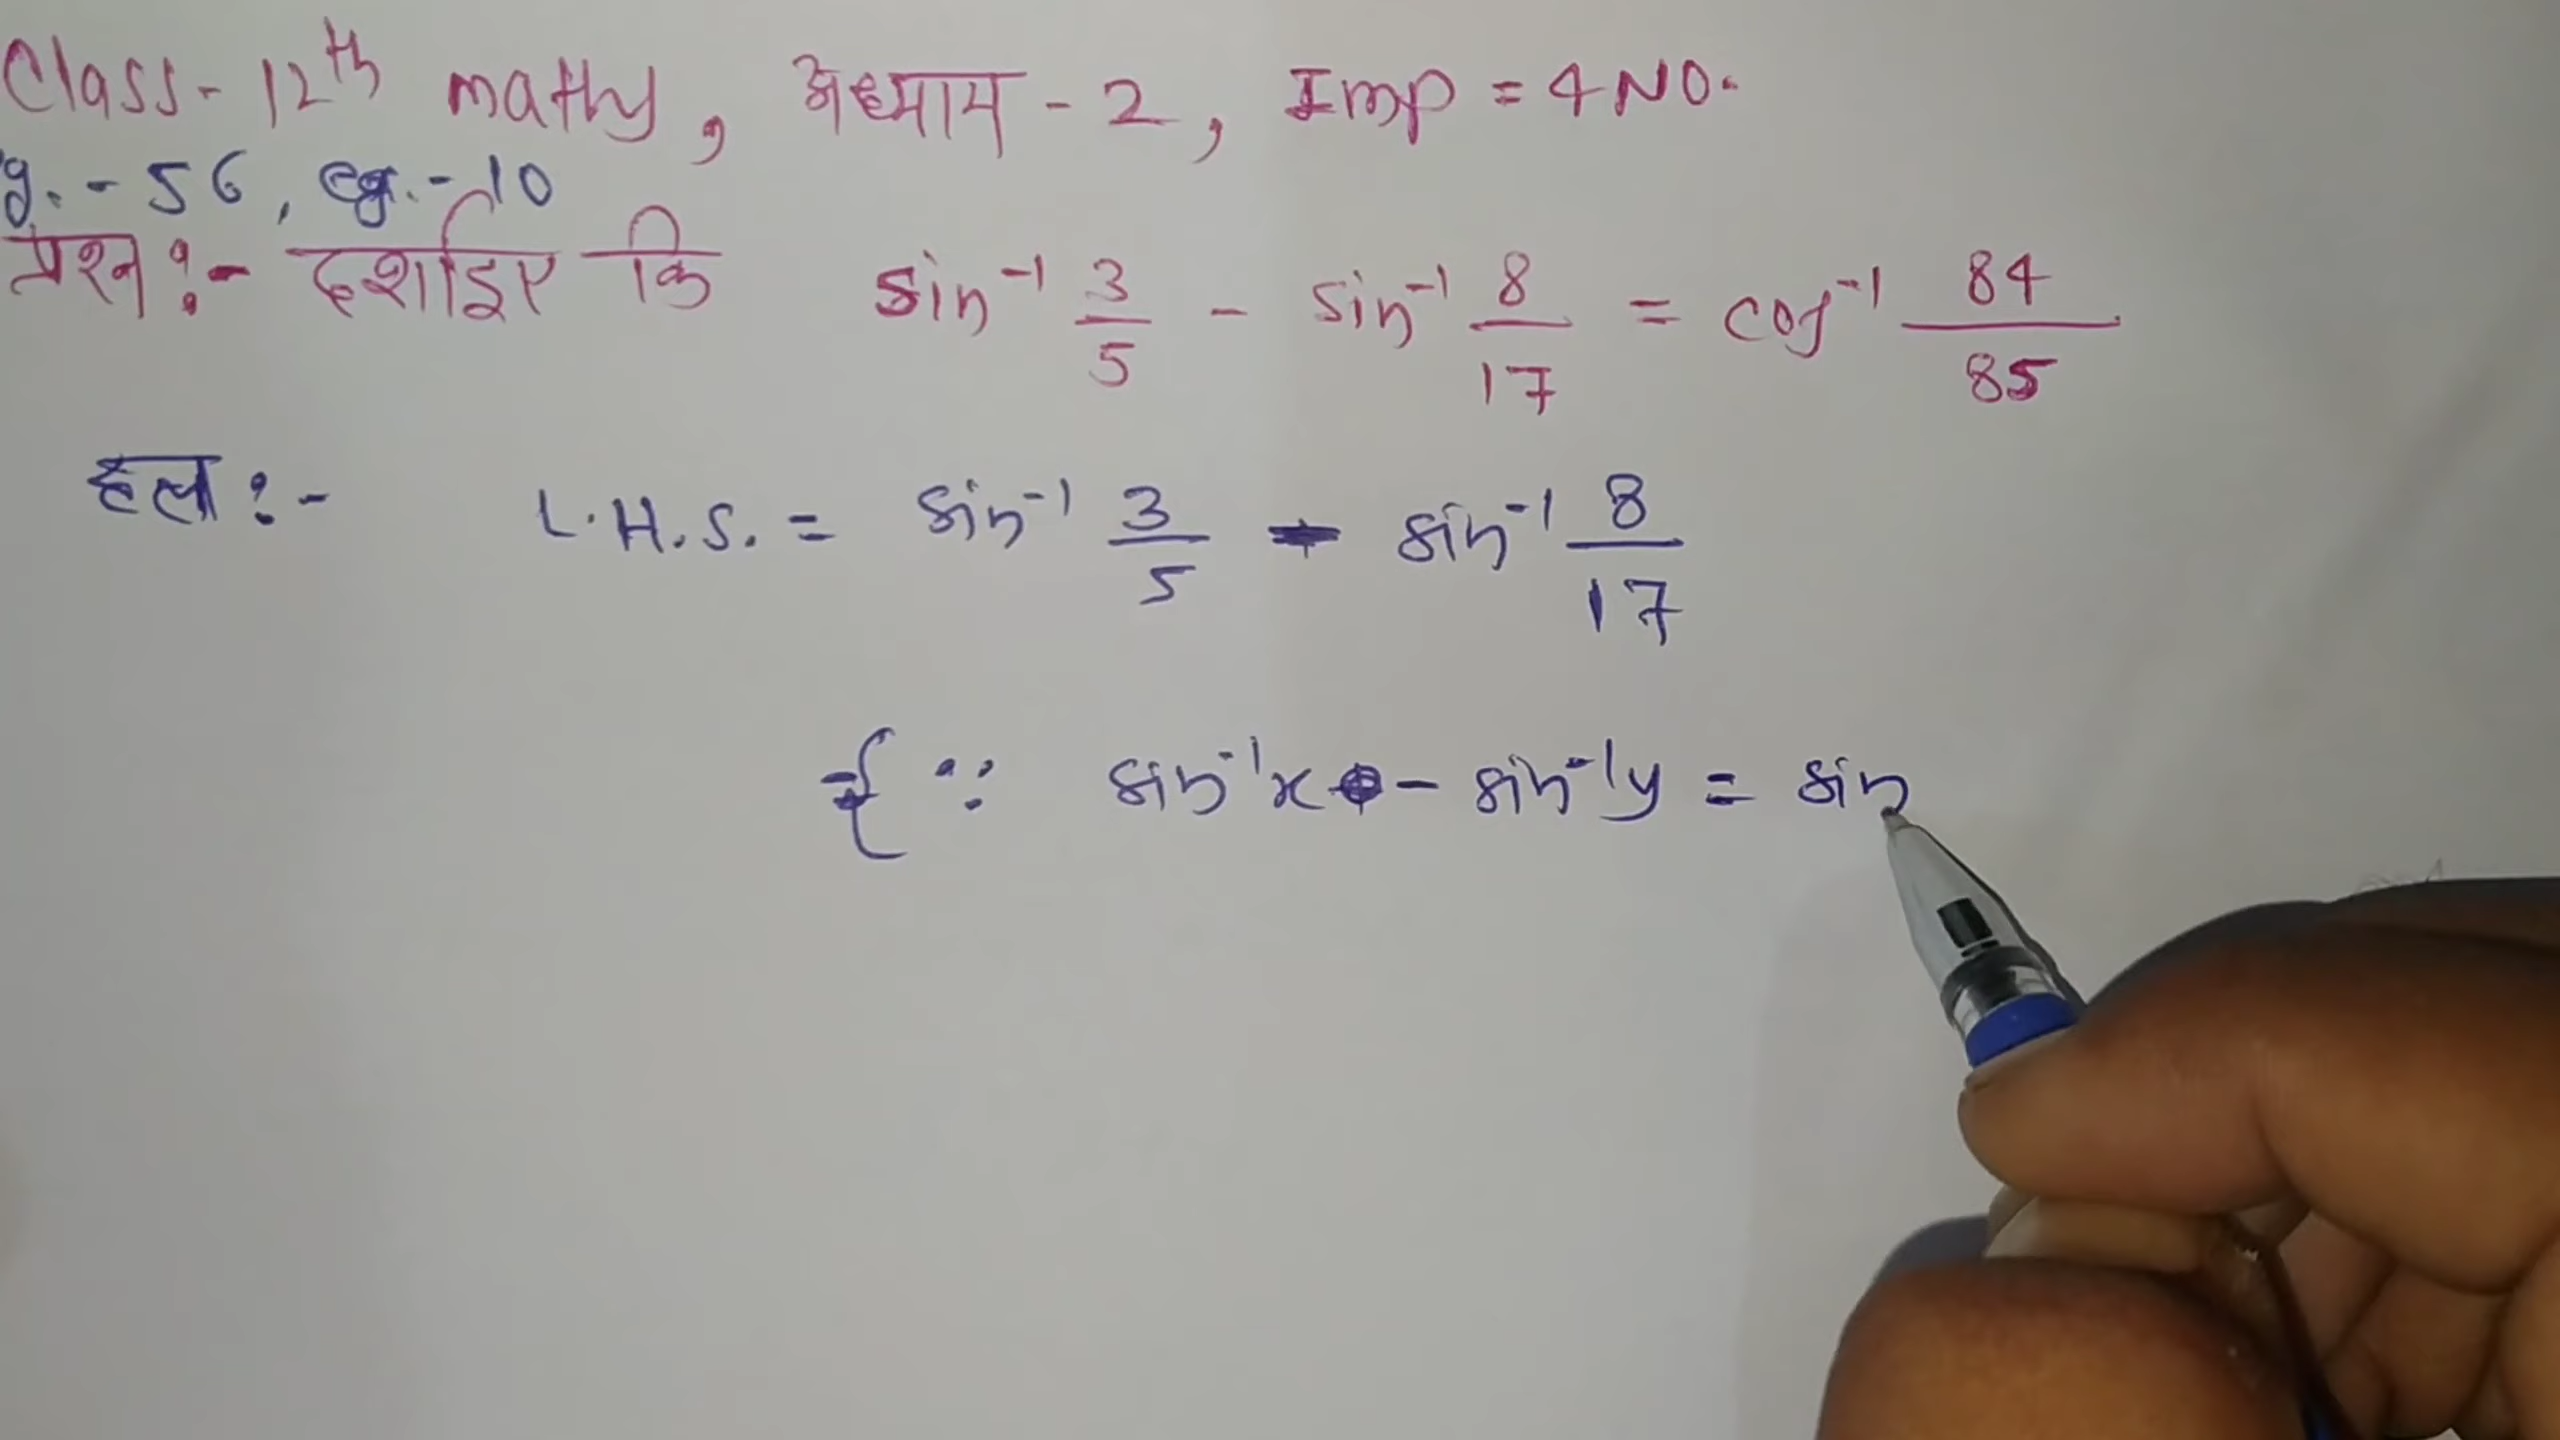 Class-12th maths, अध्याय-2, Imp=4NO.
g.-56, eg.-10
प्रश्न:- दर्शाइए कि sin⁻¹ 3/5 - sin⁻¹ 8/17 = cos⁻¹ 84/85
हल:- L.H.S. = sin⁻¹ 3/5 - sin⁻¹ 8/17
{ ∵ sin⁻¹x - sin⁻¹y = sin